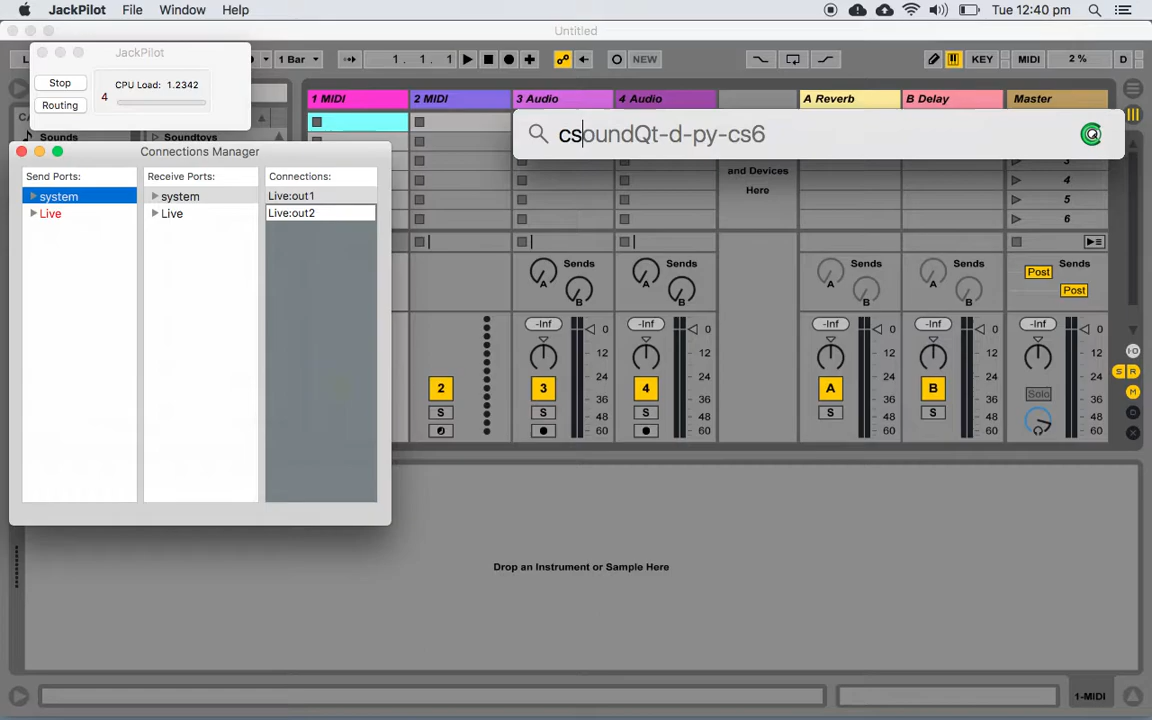 JackPilot File Window Help Tue 12:40 pm
Untitled
JackPilot
1 Bar 1. 1. 1 NEW KEY MIDI 2 % D
Stop CPU Load: 1.2342
4
Routing
Sounds Soundtoys
1 MIDI 2 MIDI 3 Audio 4 Audio A Reverb B Delay Master
csoundQt-d-py-cs6
Connections Manager
Send Ports: Receive Ports: Connections:
system system Live:out1
Live Live Live:out2
and Devices
Here
4
5
6
Sends Sends Sends Sends Sends
A A A A Post
B B B B Post
-Inf -Inf -Inf -Inf -Inf
0 0 0 0 0
12 12 12 12 12
24 24 24 24 24
36 36 36 36 36
48 48 48 48 48
60 60 60 60 60
2 3 4 A B Solo
S S S S S
I·O
S R
M
D
Drop an Instrument or Sample Here
1-MIDI